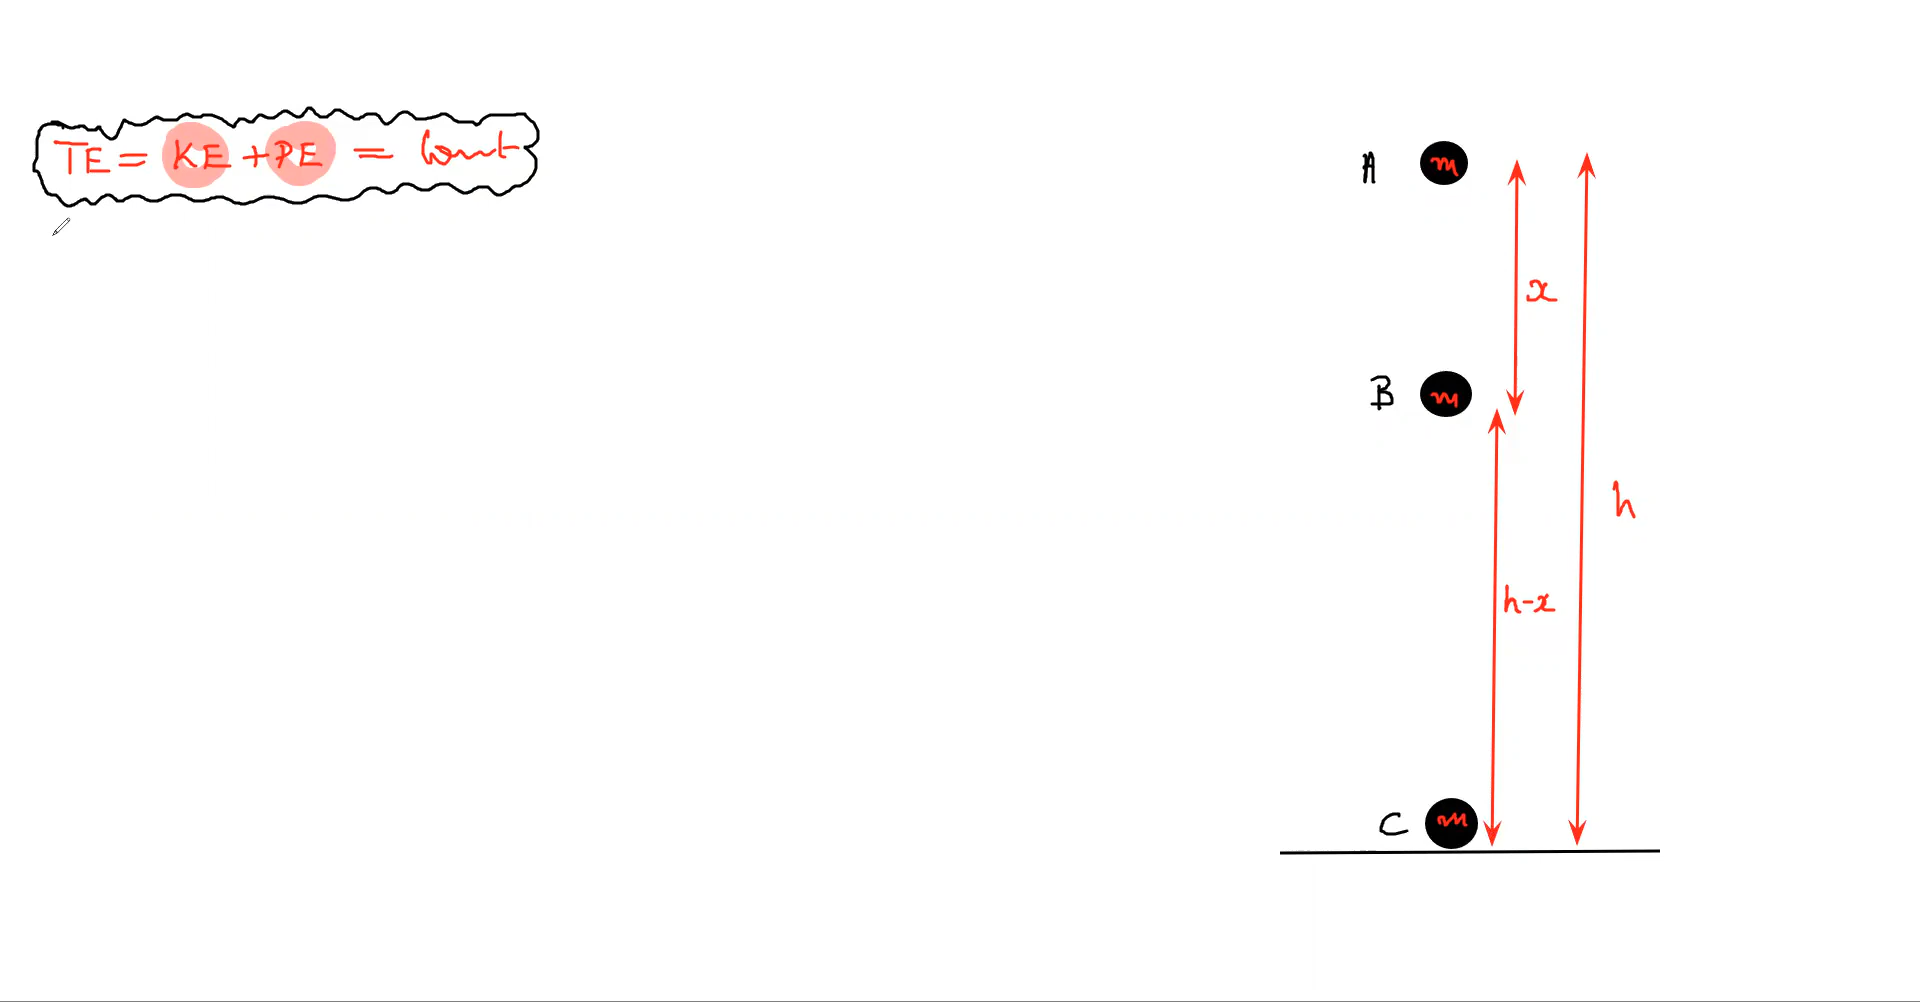 TE = KE + PE = Const
A m
x
B m
h
h-x
C m